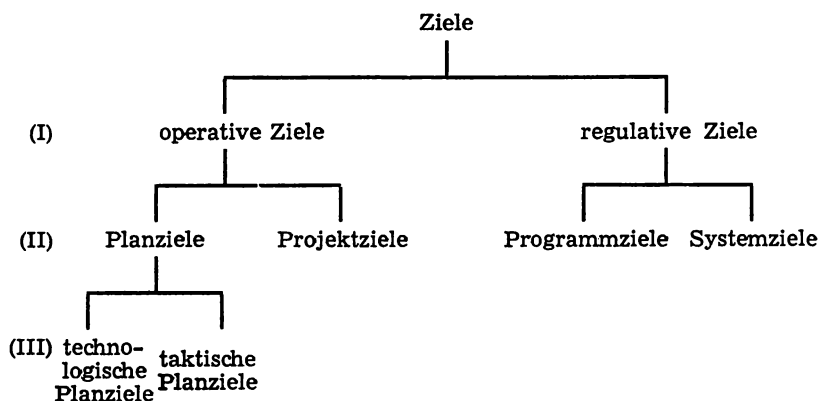 Ziele
(I) operative Ziele regulative Ziele
(II) Planziele Projektziele Programmziele Systemziele
(III) techno-
logische
Planziele
taktische
Planziele